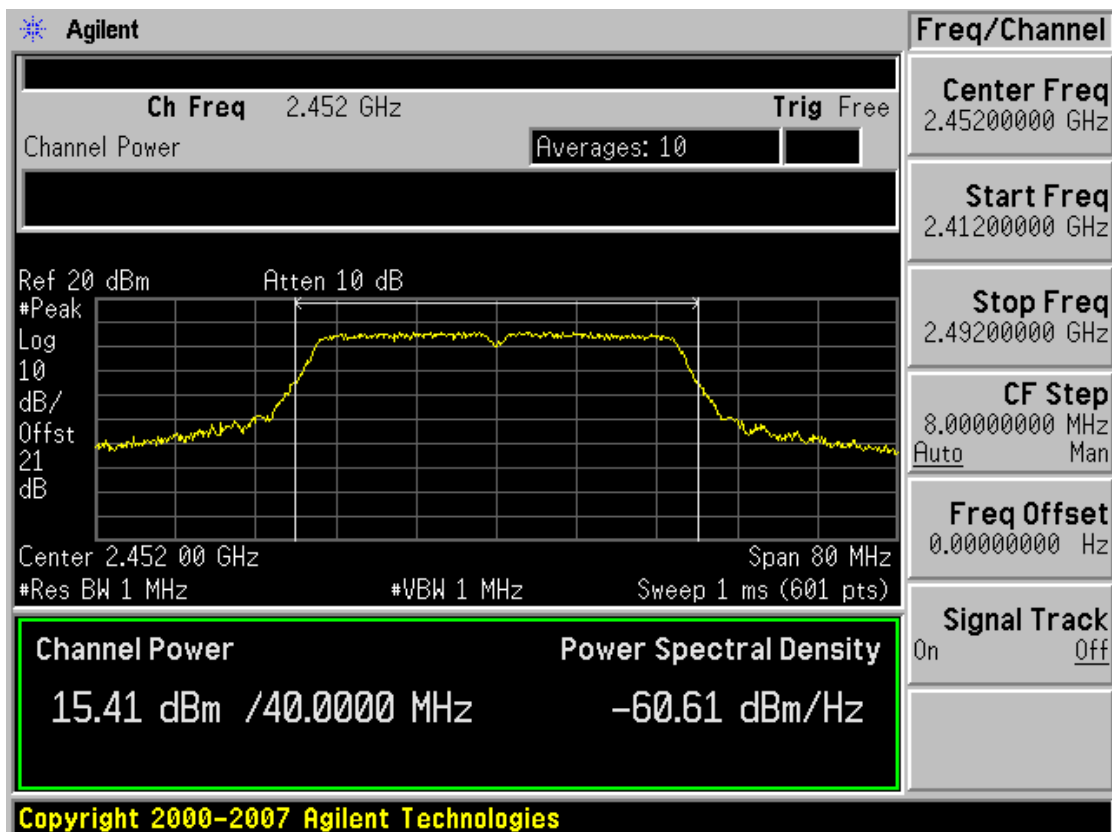 Agilent
Freq/Channel
Ch Freq 2.452 GHz Trig Free
Channel Power Averages: 10
Ref 20 dBm Atten 10 dB
#Peak
Log
10
dB/
Offst
21
dB
Center 2.452 00 GHz Span 80 MHz
#Res BW 1 MHz #VBW 1 MHz Sweep 1 ms (601 pts)
Channel Power Power Spectral Density
15.41 dBm /40.0000 MHz -60.61 dBm/Hz
Center Freq
2.45200000 GHz
Start Freq
2.41200000 GHz
Stop Freq
2.49200000 GHz
CF Step
8.00000000 MHz
Auto Man
Freq Offset
0.00000000 Hz
Signal Track
On Off
Copyright 2000-2007 Agilent Technologies